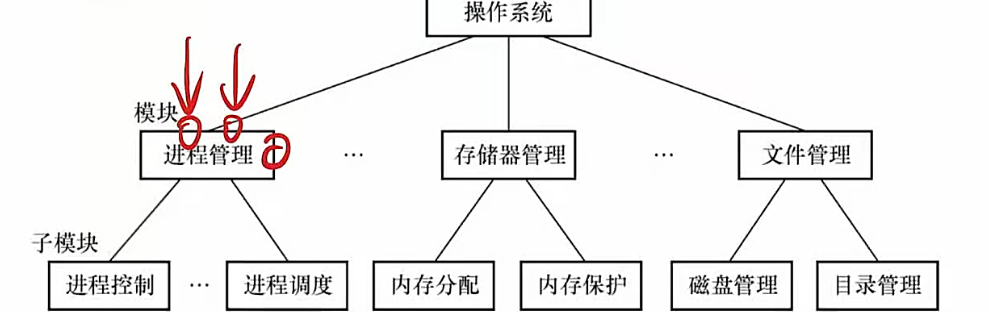 操作系统
模块
进程管理 … 存储器管理 … 文件管理
子模块
进程控制 … 进程调度 内存分配 内存保护 磁盘管理 目录管理